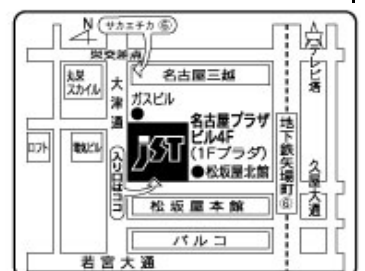 N
サカエチカ⑥
栄交差点
丸栄
スカイル
大津通
名古屋三越
テレビ塔
ガスビル
名古屋プラザ
ビル4F
(1Fプラダ)
●松坂屋北館
jST
ロフト
電気ビル
入り口はココ
地下鉄矢場町⑥
久屋大通
松坂屋本館
パルコ
若宮大通